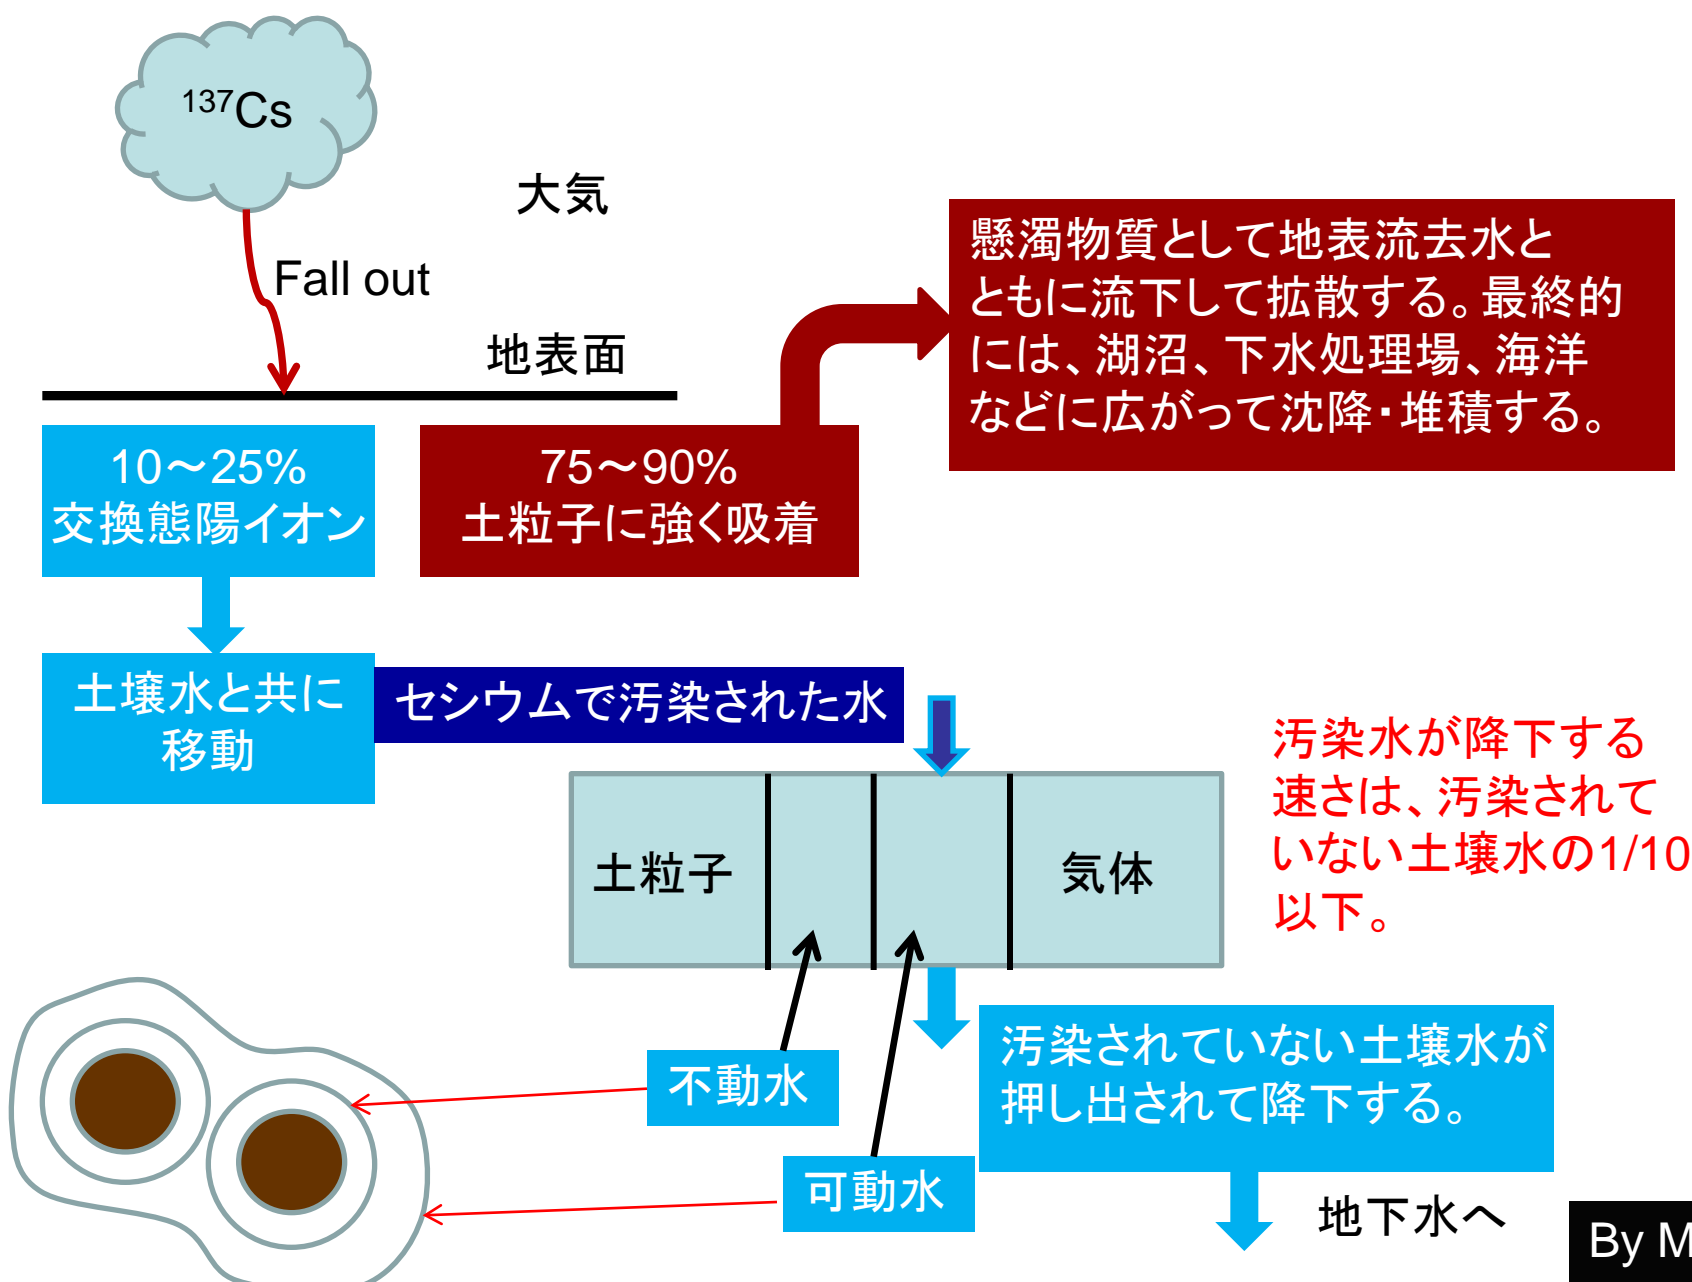 137Cs
大気
Fall out
地表面
懸濁物質として地表流去水と
ともに流下して拡散する。最終的
には、湖沼、下水処理場、海洋
などに広がって沈降・堆積する。
10～25%
交換態陽イオン
75～90%
土粒子に強く吸着
土壌水と共に
移動
セシウムで汚染された水
汚染水が降下する
速さは、汚染されて
いない土壌水の1/10
以下。
土粒子
気体
不動水
可動水
汚染されていない土壌水が
押し出されて降下する。
地下水へ
By M